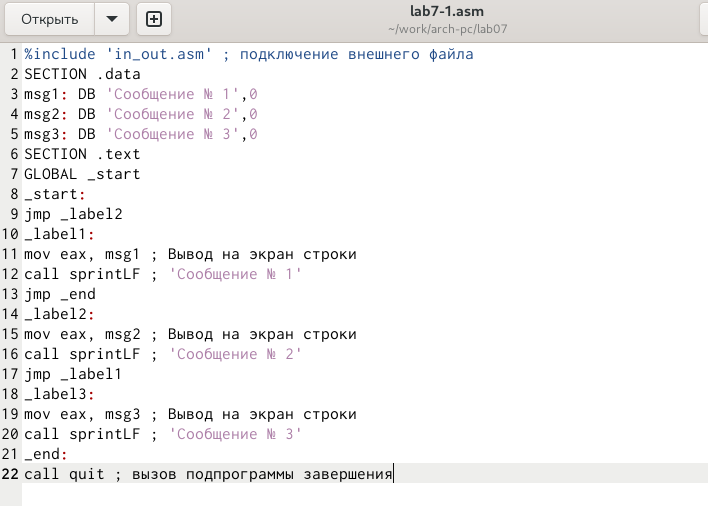 Открыть
lab7-1.asm
~/work/arch-pc/lab07
1 %include 'in_out.asm' ; подключение внешнего файла
2 SECTION .data
3 msg1: DB 'Сообщение № 1',0
4 msg2: DB 'Сообщение № 2',0
5 msg3: DB 'Сообщение № 3',0
6 SECTION .text
7 GLOBAL _start
8 _start:
9 jmp _label2
10 _label1:
11 mov eax, msg1 ; Вывод на экран строки
12 call sprintLF ; 'Сообщение № 1'
13 jmp _end
14 _label2:
15 mov eax, msg2 ; Вывод на экран строки
16 call sprintLF ; 'Сообщение № 2'
17 jmp _label1
18 _label3:
19 mov eax, msg3 ; Вывод на экран строки
20 call sprintLF ; 'Сообщение № 3'
21 _end:
22 call quit ; вызов подпрограммы завершения